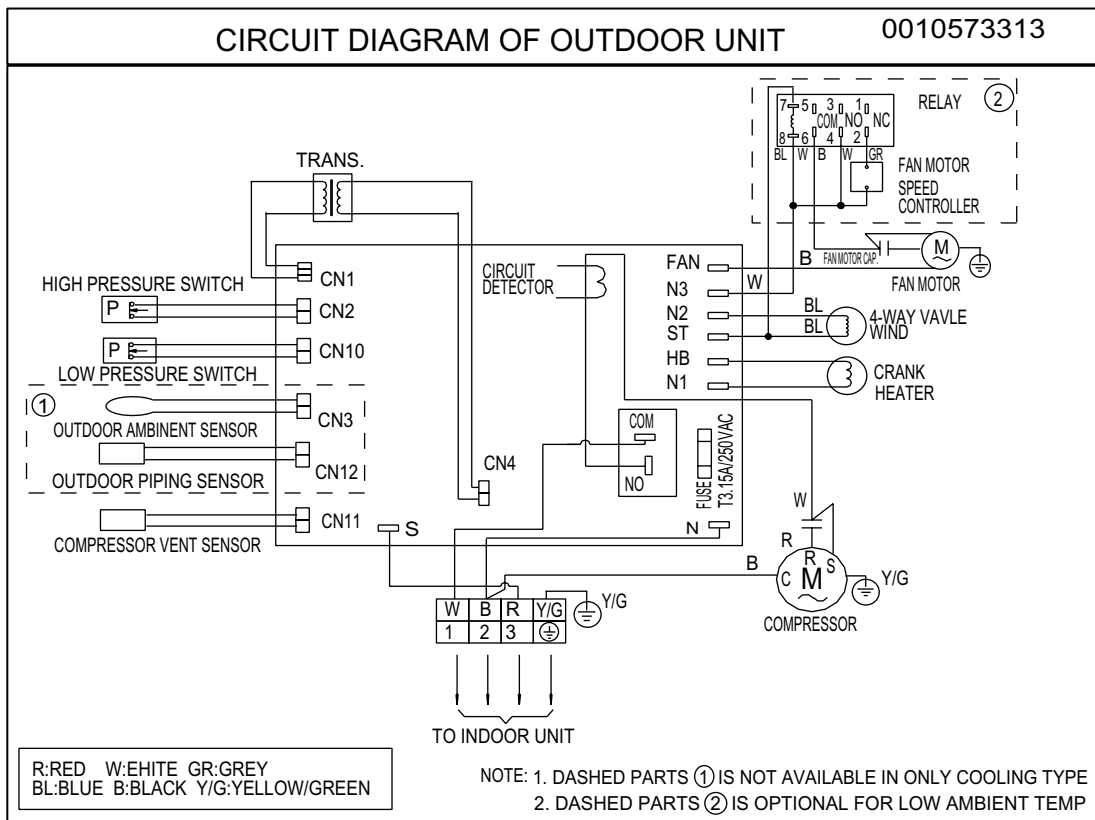 CIRCUIT DIAGRAM OF OUTDOOR UNIT
0010573313
RELAY
②
7 5 3 1
COM NO NC
8 6 4 2
BL W B W GR
FAN MOTOR
SPEED
CONTROLLER
TRANS.
CN1
HIGH PRESSURE SWITCH
P
CN2
P
CN10
LOW PRESSURE SWITCH
①
CN3
OUTDOOR AMBINENT SENSOR
CN12
OUTDOOR PIPING SENSOR
CN11
COMPRESSOR VENT SENSOR
CIRCUIT
DETECTOR
FAN
N3
N2
ST
HB
N1
B
W
FAN MOTOR CAP.
M
FAN MOTOR
BL
BL
4-WAY VAVLE
WIND
CRANK
HEATER
COM
NO
FUSE
T3.15A/250VAC
CN4
S
N
W
R
B
C
R
S
M
Y/G
COMPRESSOR
W B R Y/G
1 2 3
Y/G
TO INDOOR UNIT
R:RED W:EHITE GR:GREY
BL:BLUE B:BLACK Y/G:YELLOW/GREEN
NOTE: 1. DASHED PARTS ① IS NOT AVAILABLE IN ONLY COOLING TYPE
2. DASHED PARTS ② IS OPTIONAL FOR LOW AMBIENT TEMP